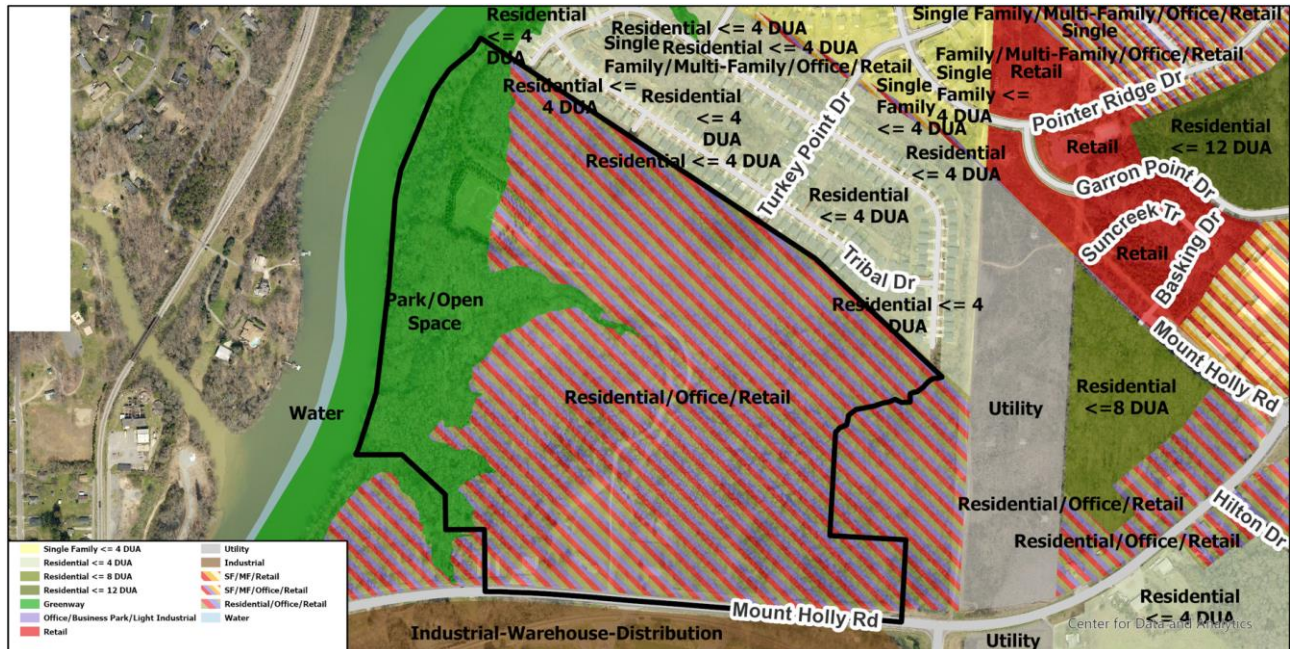 Residential
<= 4
DUA
Residential <= 4 DUA
Single
Residential <= 4 DUA
Family/Multi-Family/Office/Retail
Residential <=
4 DUA
Residential
<= 4
DUA
Residential <= 4 DUA
Turkey Point Dr
Single
Family
<= 4 DUA
Single Family/Multi-Family/Office/Retail
Single
Family/Multi-Family/Office/Retail
Single
Family <=
4 DUA
Retail
Pointer Ridge Dr
Residential
<= 12 DUA
Retail
Garron Point Dr
Suncreek Tr
Retail
Basking Dr
Residential
<= 4 DUA
Residential
<= 4 DUA
Tribal Dr
Residential <= 4
DUA
Park/Open
Space
Water
Residential/Office/Retail
Utility
Residential
<=8 DUA
Mount Holly Rd
Residential/Office/Retail
Residential/Office/Retail
Hilton Dr
Residential
<= 4 DUA
Center for Data and Analytics
Mount Holly Rd
Industrial-Warehouse-Distribution
Utility
Single Family <= 4 DUA
Residential <= 4 DUA
Residential <= 8 DUA
Residential <= 12 DUA
Greenway
Office/Business Park/Light Industrial
Retail
Utility
Industrial
SF/MF/Retail
SF/MF/Office/Retail
Residential/Office/Retail
Water